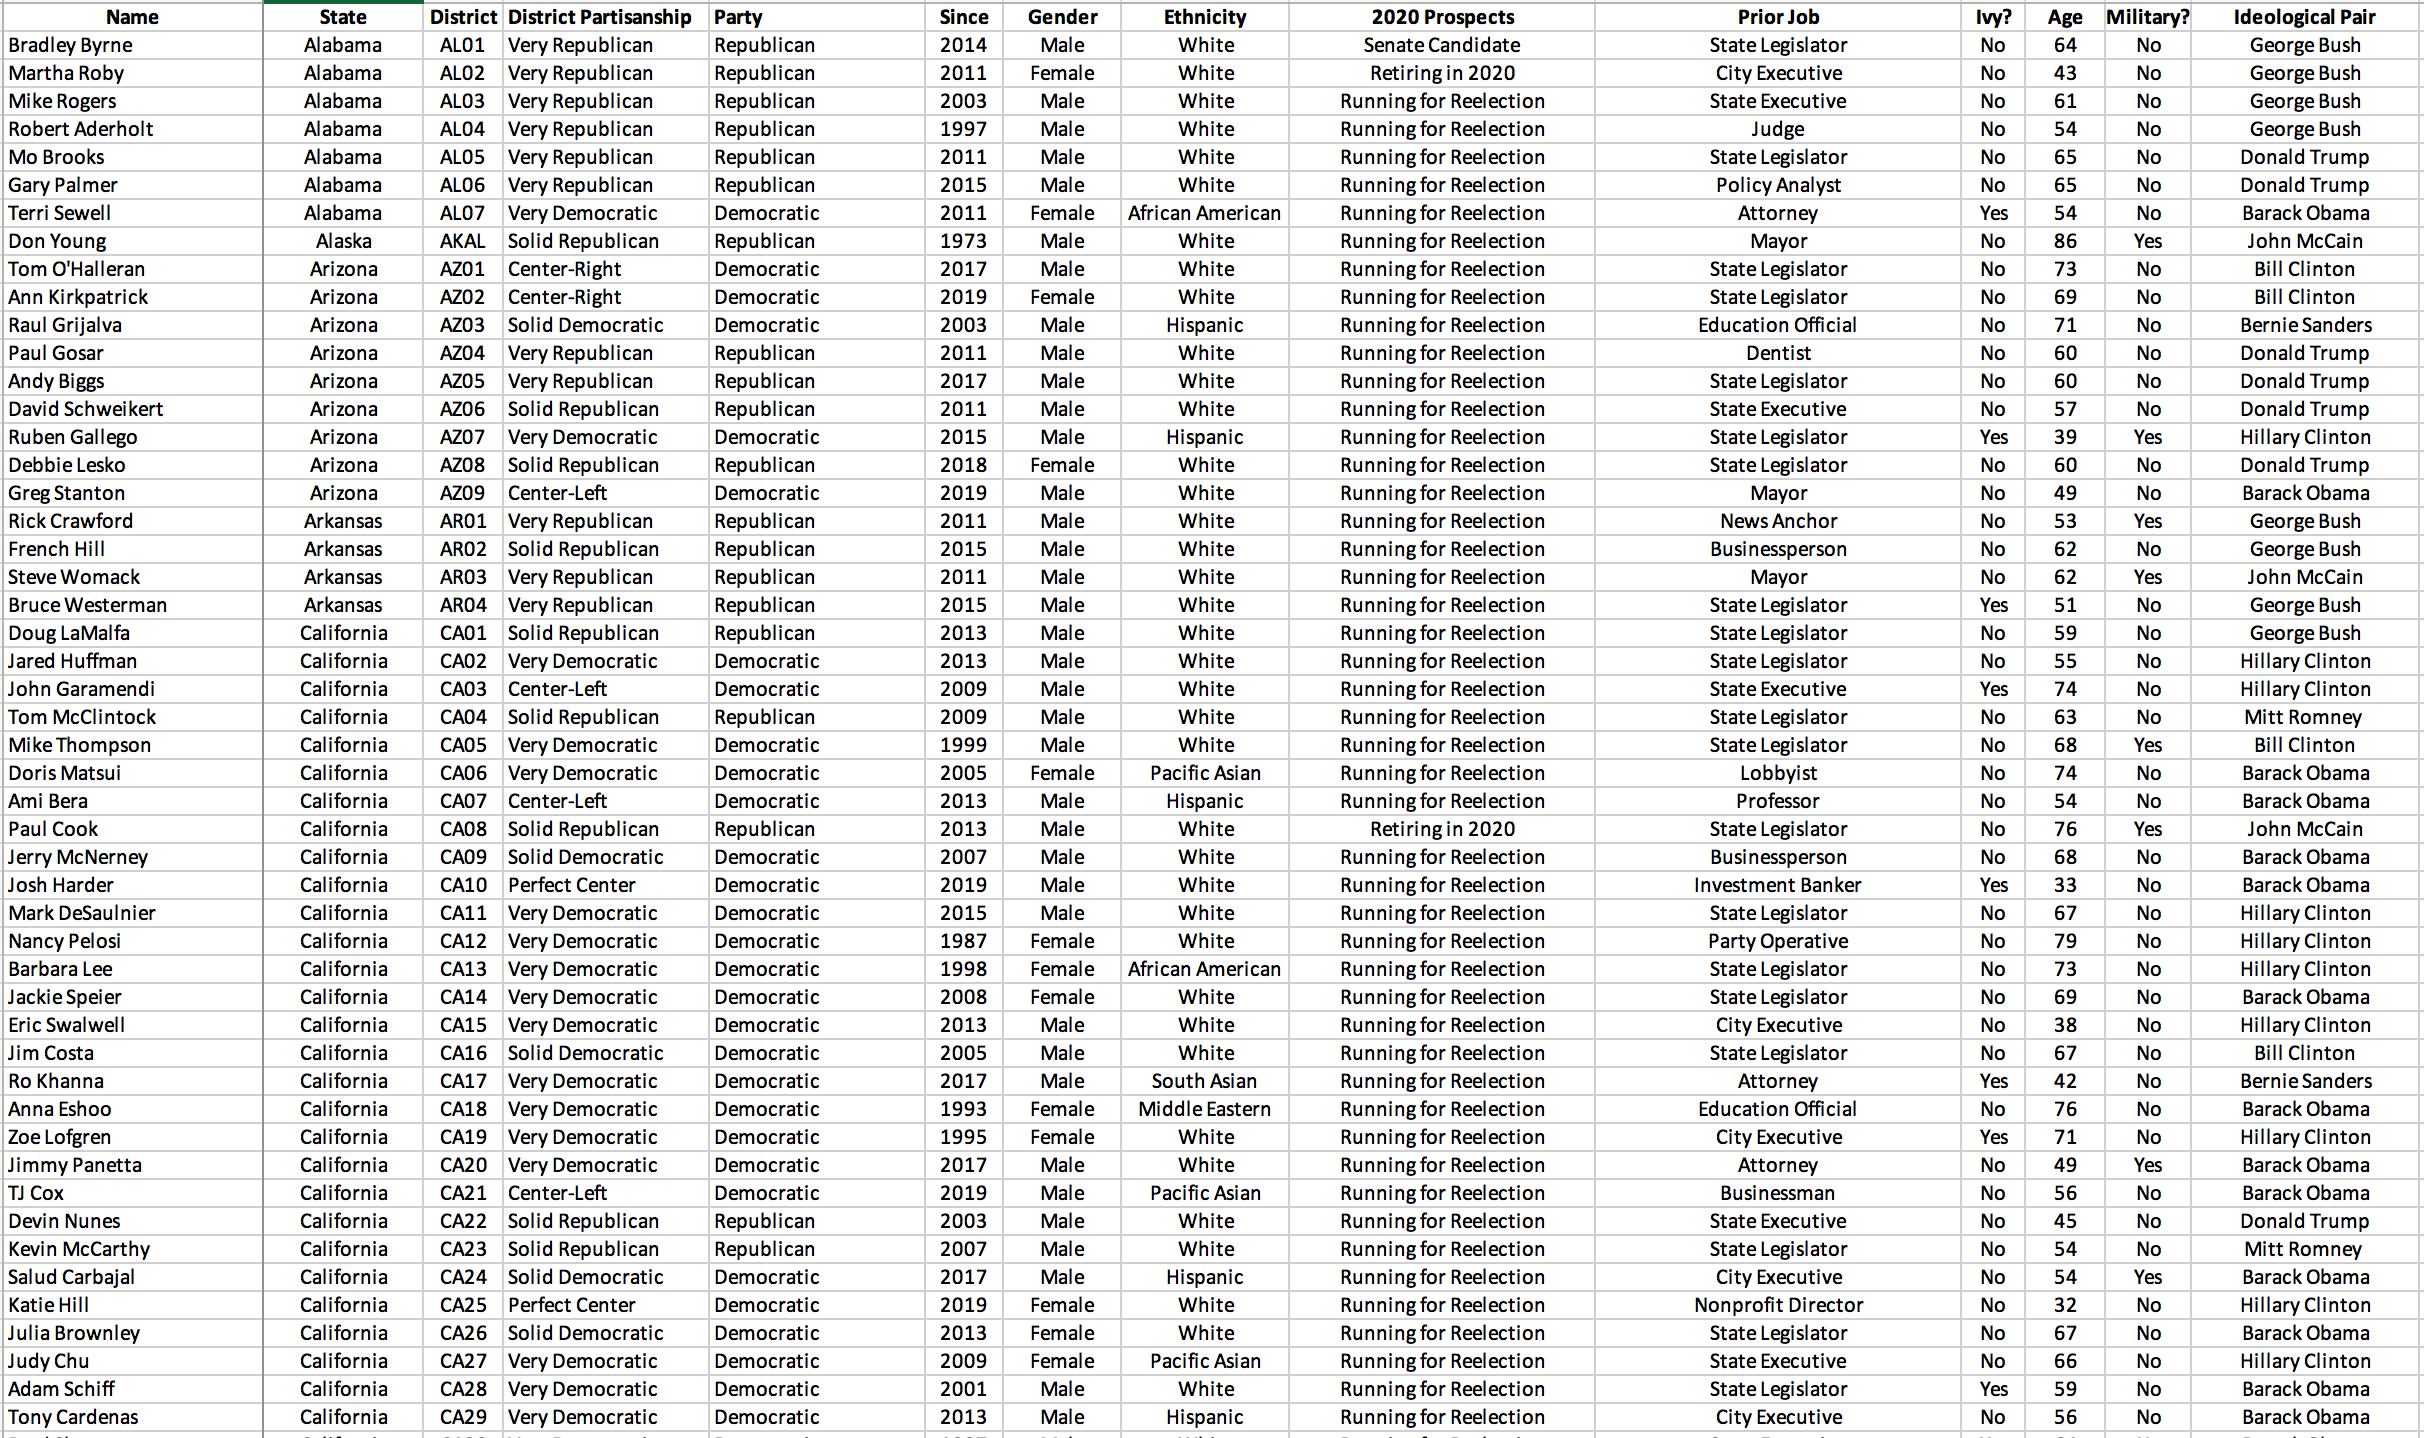 Name State District District Partisanship Party Since Gender Ethnicity 2020 Prospects Prior Job Ivy? Age Military? Ideological Pair
Bradley Byrne Alabama AL01 Very Republican Republican 2014 Male White Senate Candidate State Legislator No 64 No George Bush
Martha Roby Alabama AL02 Very Republican Republican 2011 Female White Retiring in 2020 City Executive No 43 No George Bush
Mike Rogers Alabama AL03 Very Republican Republican 2003 Male White Running for Reelection State Executive No 61 No George Bush
Robert Aderholt Alabama AL04 Very Republican Republican 1997 Male White Running for Reelection Judge No 54 No George Bush
Mo Brooks Alabama AL05 Very Republican Republican 2011 Male White Running for Reelection State Legislator No 65 No Donald Trump
Gary Palmer Alabama AL06 Very Republican Republican 2015 Male White Running for Reelection Policy Analyst No 65 No Donald Trump
Terri Sewell Alabama AL07 Very Democratic Democratic 2011 Female African American Running for Reelection Attorney Yes 54 No Barack Obama
Don Young Alaska AKAL Solid Republican Republican 1973 Male White Running for Reelection Mayor No 86 Yes John McCain
Tom O'Halleran Arizona AZ01 Center-Right Democratic 2017 Male White Running for Reelection State Legislator No 73 No Bill Clinton
Ann Kirkpatrick Arizona AZ02 Center-Right Democratic 2019 Female White Running for Reelection State Legislator No 69 No Bill Clinton
Raul Grijalva Arizona AZ03 Solid Democratic Democratic 2003 Male Hispanic Running for Reelection Education Official No 71 No Bernie Sanders
Paul Gosar Arizona AZ04 Very Republican Republican 2011 Male White Running for Reelection Dentist No 60 No Donald Trump
Andy Biggs Arizona AZ05 Very Republican Republican 2017 Male White Running for Reelection State Legislator No 60 No Donald Trump
David Schweikert Arizona AZ06 Solid Republican Republican 2011 Male White Running for Reelection State Executive No 57 No Donald Trump
Ruben Gallego Arizona AZ07 Very Democratic Democratic 2015 Male Hispanic Running for Reelection State Legislator Yes 39 Yes Hillary Clinton
Debbie Lesko Arizona AZ08 Solid Republican Republican 2018 Female White Running for Reelection State Legislator No 60 No Donald Trump
Greg Stanton Arizona AZ09 Center-Left Democratic 2019 Male White Running for Reelection Mayor No 49 No Barack Obama
Rick Crawford Arkansas AR01 Very Republican Republican 2011 Male White Running for Reelection News Anchor No 53 Yes George Bush
French Hill Arkansas AR02 Solid Republican Republican 2015 Male White Running for Reelection Businessperson No 62 No George Bush
Steve Womack Arkansas AR03 Very Republican Republican 2011 Male White Running for Reelection Mayor No 62 Yes John McCain
Bruce Westerman Arkansas AR04 Very Republican Republican 2015 Male White Running for Reelection State Legislator Yes 51 No George Bush
Doug LaMalfa California CA01 Solid Republican Republican 2013 Male White Running for Reelection State Legislator No 59 No George Bush
Jared Huffman California CA02 Very Democratic Democratic 2013 Male White Running for Reelection State Legislator No 55 No Hillary Clinton
John Garamendi California CA03 Center-Left Democratic 2009 Male White Running for Reelection State Executive Yes 74 No Hillary Clinton
Tom McClintock California CA04 Solid Republican Republican 2009 Male White Running for Reelection State Legislator No 63 No Mitt Romney
Mike Thompson California CA05 Very Democratic Democratic 1999 Male White Running for Reelection State Legislator No 68 Yes Bill Clinton
Doris Matsui California CA06 Very Democratic Democratic 2005 Female Pacific Asian Running for Reelection Lobbyist No 74 No Barack Obama
Ami Bera California CA07 Center-Left Democratic 2013 Male Hispanic Running for Reelection Professor No 54 No Barack Obama
Paul Cook California CA08 Solid Republican Republican 2013 Male White Retiring in 2020 State Legislator No 76 Yes John McCain
Jerry McNerney California CA09 Solid Democratic Democratic 2007 Male White Running for Reelection Businessperson No 68 No Barack Obama
Josh Harder California CA10 Perfect Center Democratic 2019 Male White Running for Reelection Investment Banker Yes 33 No Barack Obama
Mark DeSaulnier California CA11 Very Democratic Democratic 2015 Male White Running for Reelection State Legislator No 67 No Hillary Clinton
Nancy Pelosi California CA12 Very Democratic Democratic 1987 Female White Running for Reelection Party Operative No 79 No Hillary Clinton
Barbara Lee California CA13 Very Democratic Democratic 1998 Female African American Running for Reelection State Legislator No 73 No Hillary Clinton
Jackie Speier California CA14 Very Democratic Democratic 2008 Female White Running for Reelection State Legislator No 69 No Barack Obama
Eric Swalwell California CA15 Very Democratic Democratic 2013 Male White Running for Reelection City Executive No 38 No Hillary Clinton
Jim Costa California CA16 Solid Democratic Democratic 2005 Male White Running for Reelection State Legislator No 67 No Bill Clinton
Ro Khanna California CA17 Very Democratic Democratic 2017 Male South Asian Running for Reelection Attorney Yes 42 No Bernie Sanders
Anna Eshoo California CA18 Very Democratic Democratic 1993 Female Middle Eastern Running for Reelection Education Official No 76 No Barack Obama
Zoe Lofgren California CA19 Very Democratic Democratic 1995 Female White Running for Reelection City Executive Yes 71 No Hillary Clinton
Jimmy Panetta California CA20 Very Democratic Democratic 2017 Male White Running for Reelection Attorney No 49 Yes Barack Obama
TJ Cox California CA21 Center-Left Democratic 2019 Male Pacific Asian Running for Reelection Businessman No 56 No Barack Obama
Devin Nunes California CA22 Solid Republican Republican 2003 Male White Running for Reelection State Executive No 45 No Donald Trump
Kevin McCarthy California CA23 Solid Republican Republican 2007 Male White Running for Reelection State Legislator No 54 No Mitt Romney
Salud Carbajal California CA24 Solid Democratic Democratic 2017 Male Hispanic Running for Reelection City Executive No 54 Yes Barack Obama
Katie Hill California CA25 Perfect Center Democratic 2019 Female White Running for Reelection Nonprofit Director No 32 No Hillary Clinton
Julia Brownley California CA26 Solid Democratic Democratic 2013 Female White Running for Reelection State Legislator No 67 No Barack Obama
Judy Chu California CA27 Very Democratic Democratic 2009 Female Pacific Asian Running for Reelection State Executive No 66 No Hillary Clinton
Adam Schiff California CA28 Very Democratic Democratic 2001 Male White Running for Reelection State Legislator Yes 59 No Barack Obama
Tony Cardenas California CA29 Very Democratic Democratic 2013 Male Hispanic Running for Reelection City Executive No 56 No Barack Obama